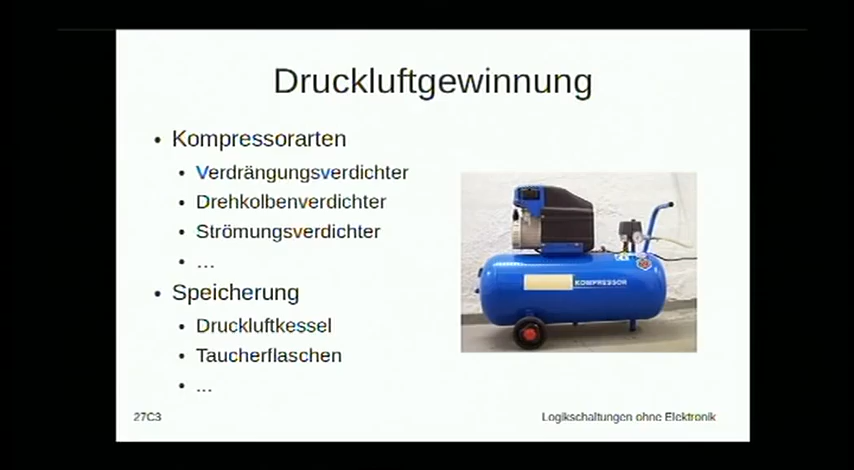 Druckluftgewinnung
• Kompressorarten
• Verdrängungsverdichter
• Drehkolbenverdichter
• Strömungsverdichter
• ...
• Speicherung
• Druckluftkessel
• Taucherflaschen
• ...
KOMPRESSOR
27C3
Logikschaltungen ohne Elektronik